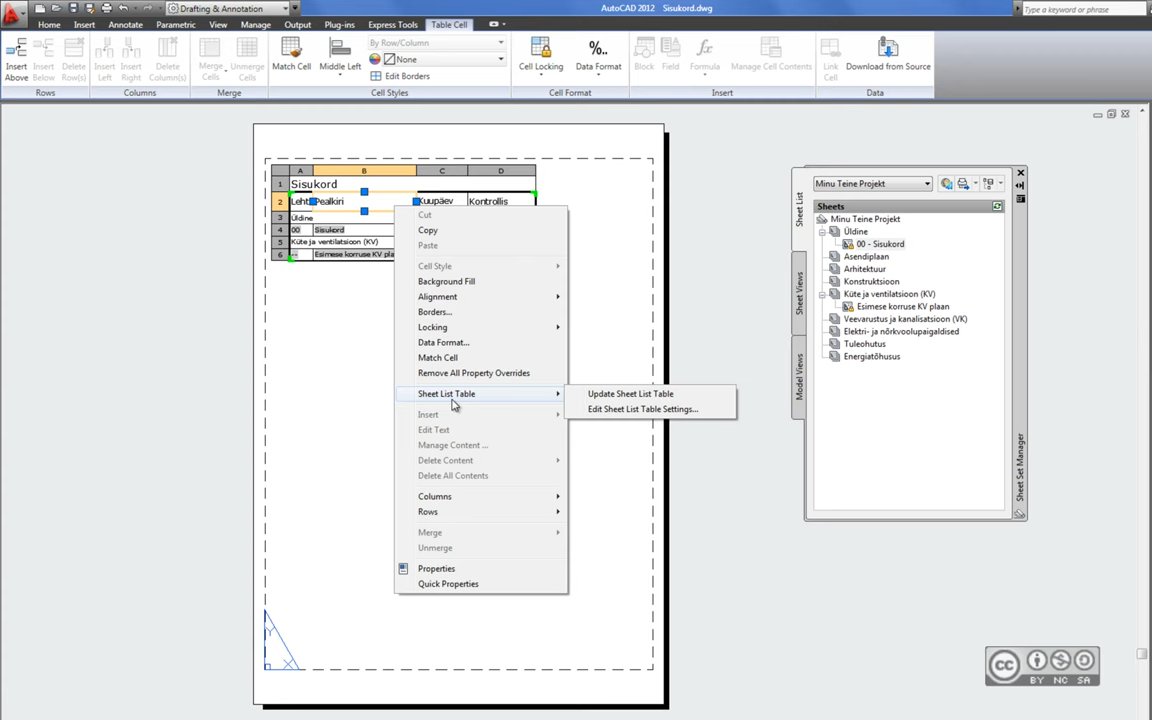 Drafting & Annotation
AutoCAD 2012 Sisukord.dwg
Type a keyword or phrase
Home Insert Annotate Parametric View Manage Output Plug-ins Express Tools Table Cell
Insert Above
Insert Below
Delete Row(s)
Insert Left
Insert Right
Delete Column(s)
Merge Cells
Unmerge Cells
Match Cell
Middle Left
By Row/Column
None
Edit Borders
Cell Locking
Data Format
Block
Field
Formula
Manage Cell Contents
Link Cell
Download from Source
Rows Columns Merge Cell Styles Cell Format Insert Data
A B C D
1 Sisukord
2 Leht Pealkiri Kuupäev Kontrollis
3 Üldine
4 00 Sisukord
5 Küte ja ventilatsioon (KV)
6 -- Esimese korruse KV plaa
Cut
Copy
Paste
Cell Style
Background Fill
Alignment
Borders...
Locking
Data Format...
Match Cell
Remove All Property Overrides
Sheet List Table
Insert
Edit Text
Manage Content ...
Delete Content
Delete All Contents
Columns
Rows
Merge
Unmerge
Properties
Quick Properties
Update Sheet List Table
Edit Sheet List Table Settings...
Minu Teine Projekt
Sheets
Minu Teine Projekt
Üldine
00 - Sisukord
Asendiplaan
Arhitektuur
Konstruktsioon
Küte ja ventilatsioon (KV)
Esimese korruse KV plaan
Veevarustus ja kanalisatsioon (VK)
Elektri- ja nõrkvoolupaigaldised
Tuleohutus
Energiatõhusus
Sheet List
Sheet Views
Model Views
Sheet Set Manager
Y
X
cc
BY NC SA